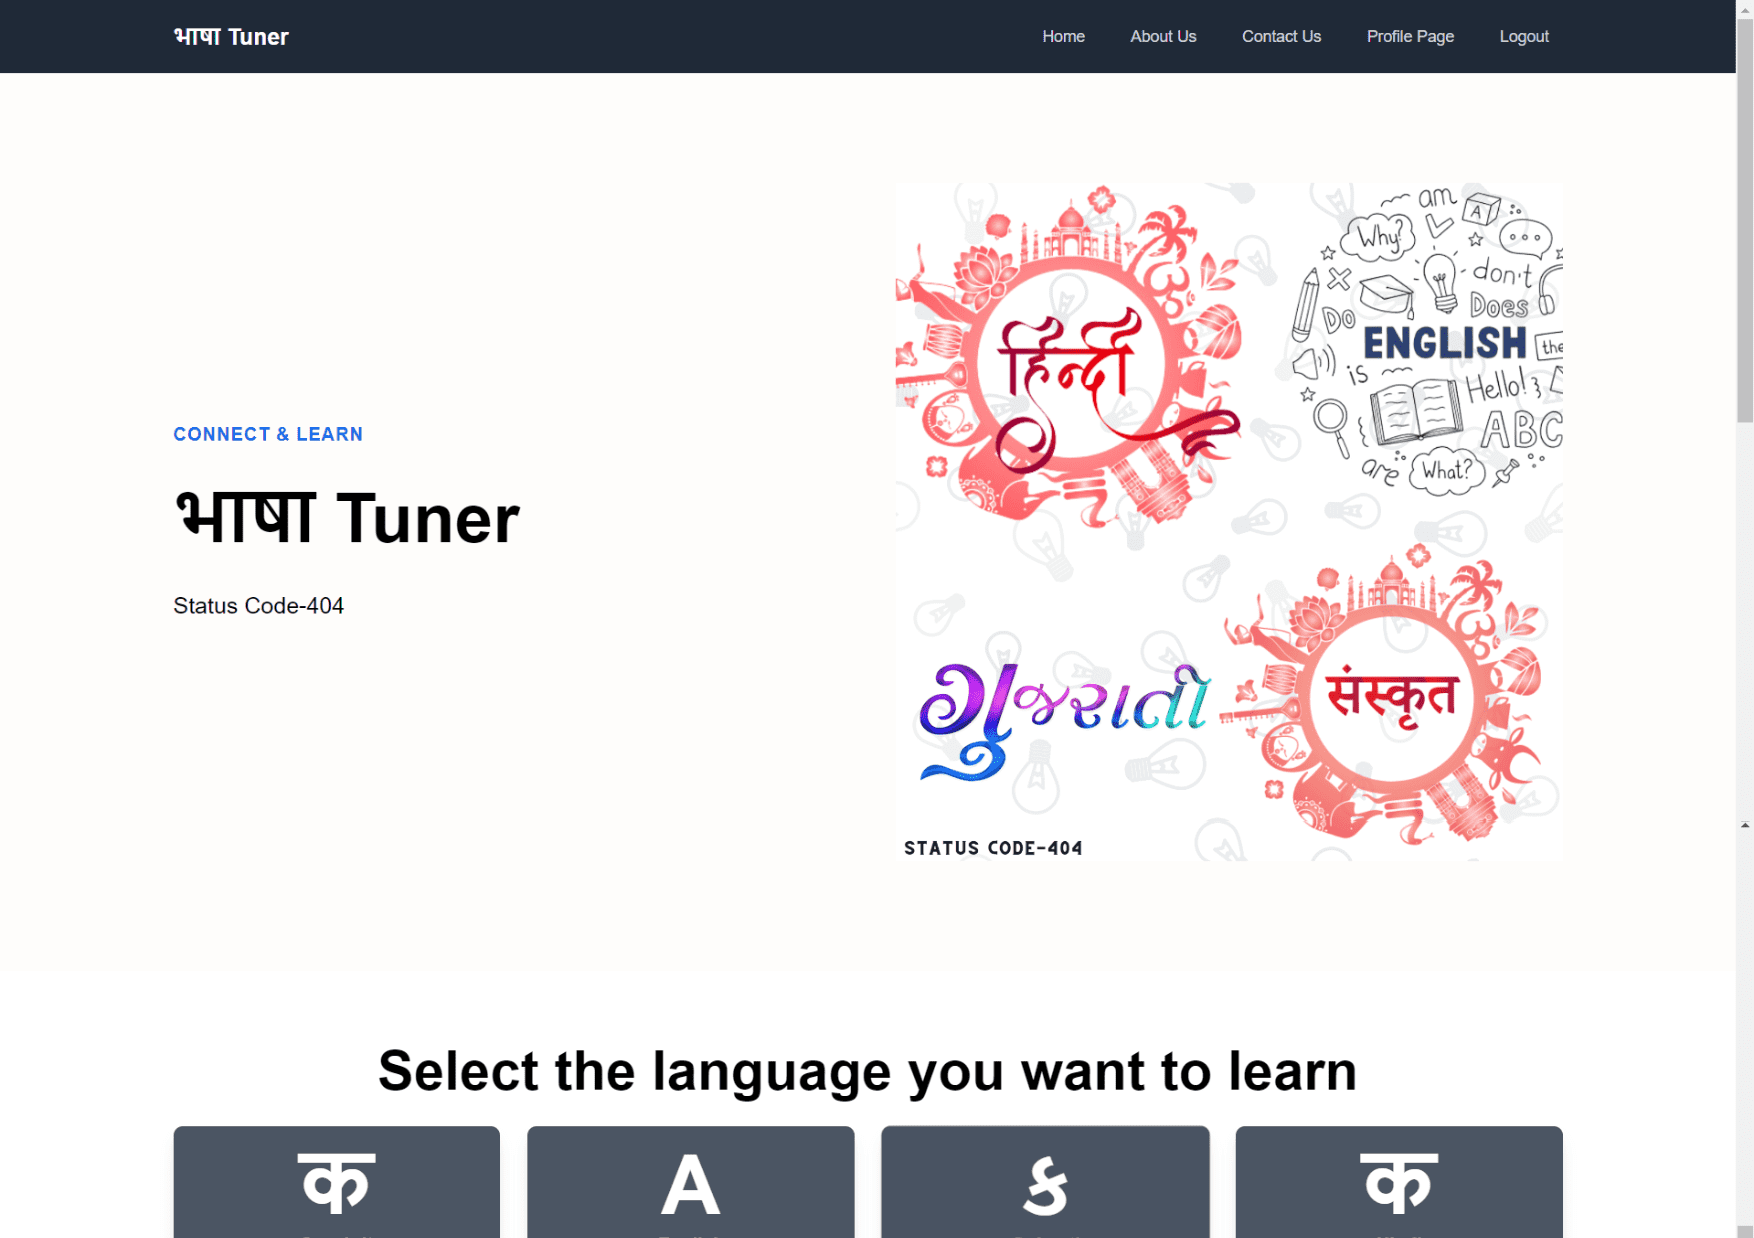 भाषा Tuner
Home About Us Contact Us Profile Page Logout
CONNECT & LEARN
भाषा Tuner
Status Code-404
हिन्दी
am
A
Why?
don't
Does
DO
ENGLISH
the
is
Hello!
ABC
are
What?
ગુજરાતી
संस्कृत
STATUS CODE-404
Select the language you want to learn
क A ક क